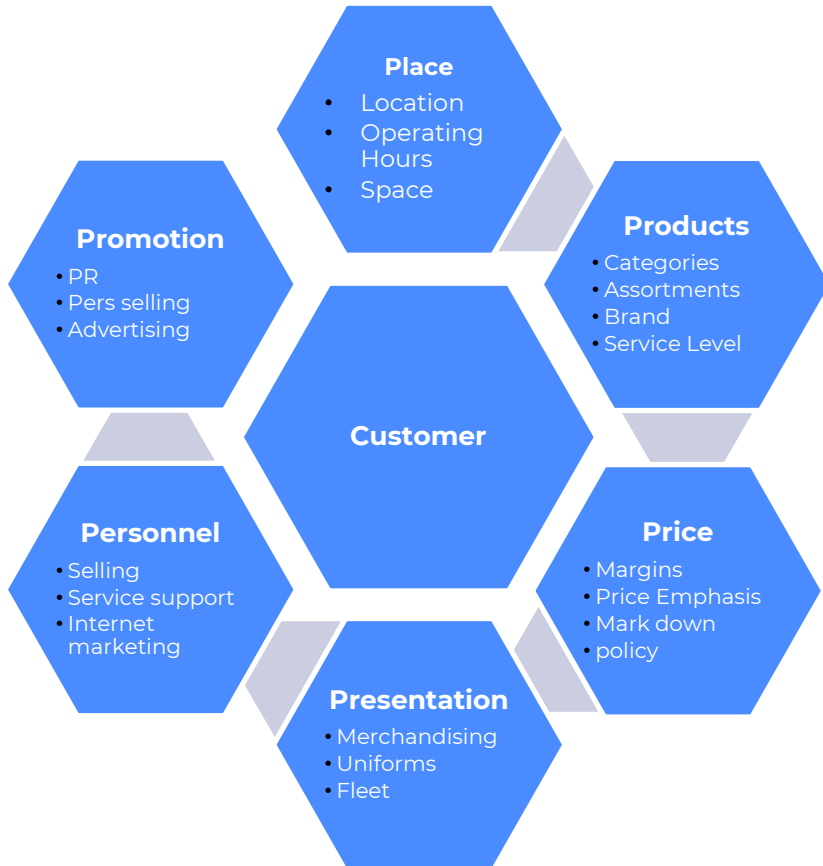 Place
• Location
• Operating
Hours
• Space
Products
• Categories
• Assortments
• Brand
• Service Level
Price
• Margins
• Price Emphasis
• Mark down
• policy
Presentation
• Merchandising
• Uniforms
• Fleet
Personnel
• Selling
• Service support
• Internet
marketing
Promotion
• PR
• Pers selling
• Advertising
Customer